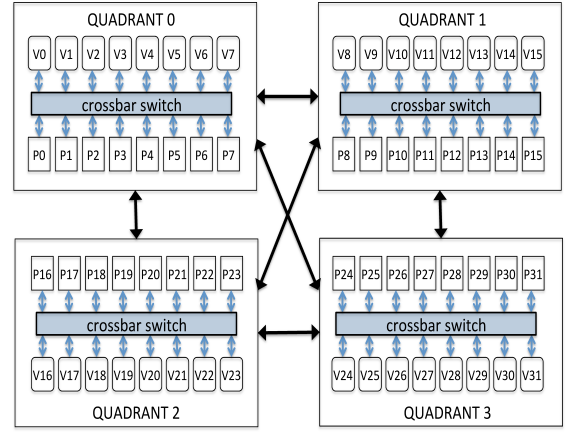 QUADRANT 0
V0 V1 V2 V3 V4 V5 V6 V7
crossbar switch
P0 P1 P2 P3 P4 P5 P6 P7
QUADRANT 1
V8 V9 V10 V11 V12 V13 V14 V15
crossbar switch
P8 P9 P10 P11 P12 P13 P14 P15
P16 P17 P18 P19 P20 P21 P22 P23
crossbar switch
V16 V17 V18 V19 V20 V21 V22 V23
QUADRANT 2
P24 P25 P26 P27 P28 P29 P30 P31
crossbar switch
V24 V25 V26 V27 V28 V29 V30 V31
QUADRANT 3